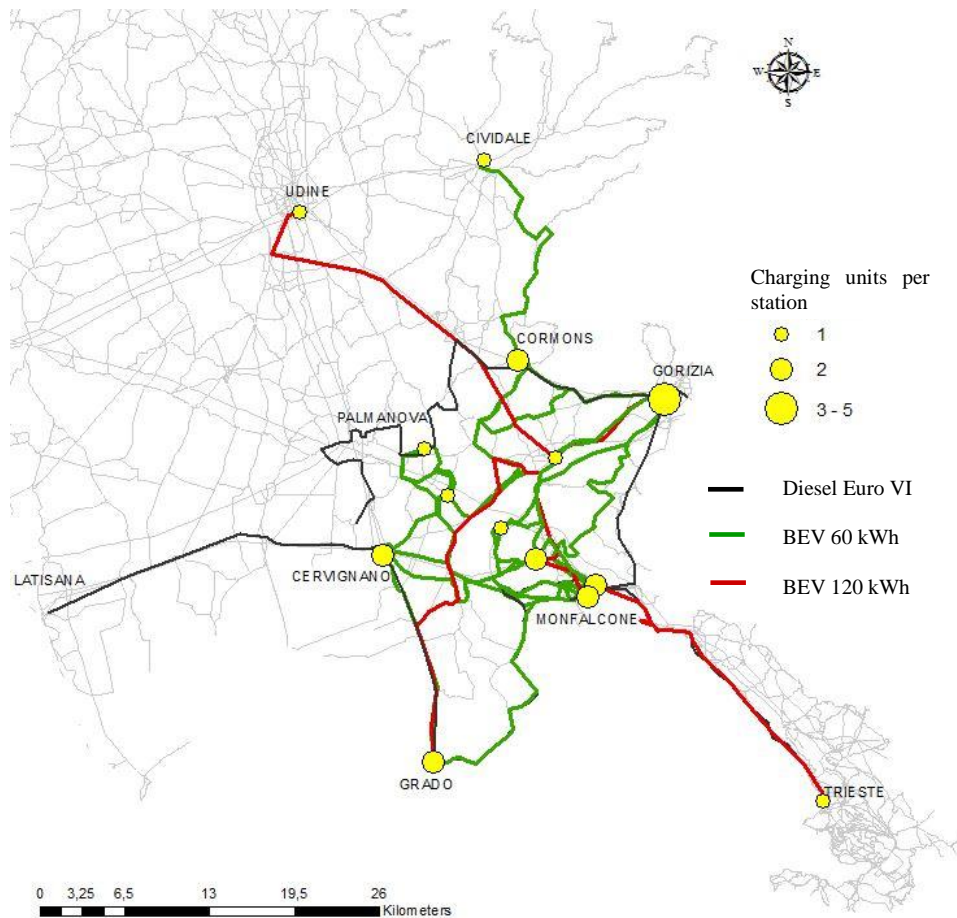 N
W E
S
CIVIDALE
UDINE
Charging units per
station
1
2
3 - 5
CORMONS
GORIZIA
PALMANOVA
Diesel Euro VI
BEV 60 kWh
BEV 120 kWh
CERVIGNANO
LATISANA
MONFALCONE
GRADO
TRIESTE
0 3,25 6,5 13 19,5 26
Kilometers